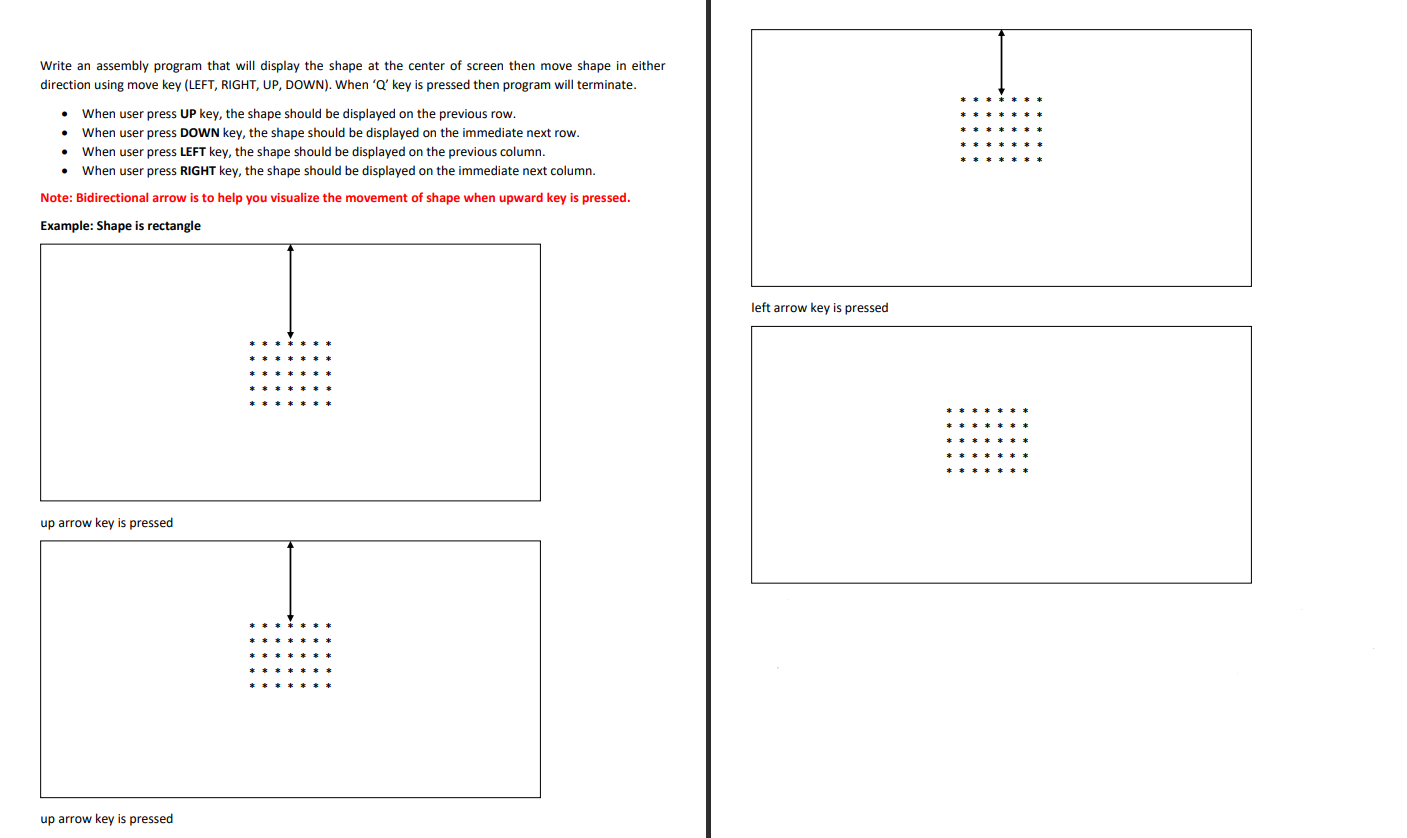 Write an assembly program that will display the shape at the center of screen then move shape in either
direction using move key (LEFT, RIGHT, UP, DOWN). When ‘Q’ key is pressed then program will terminate.
• When user press UP key, the shape should be displayed on the previous row.
• When user press DOWN key, the shape should be displayed on the immediate next row.
• When user press LEFT key, the shape should be displayed on the previous column.
• When user press RIGHT key, the shape should be displayed on the immediate next column.
Note: Bidirectional arrow is to help you visualize the movement of shape when upward key is pressed.
Example: Shape is rectangle
* * * * * * *
* * * * * * *
* * * * * * *
* * * * * * *
* * * * * * *
up arrow key is pressed
* * * * * * *
* * * * * * *
* * * * * * *
* * * * * * *
* * * * * * *
up arrow key is pressed
* * * * * * *
* * * * * * *
* * * * * * *
* * * * * * *
* * * * * * *
left arrow key is pressed
* * * * * * *
* * * * * * *
* * * * * * *
* * * * * * *
* * * * * * *